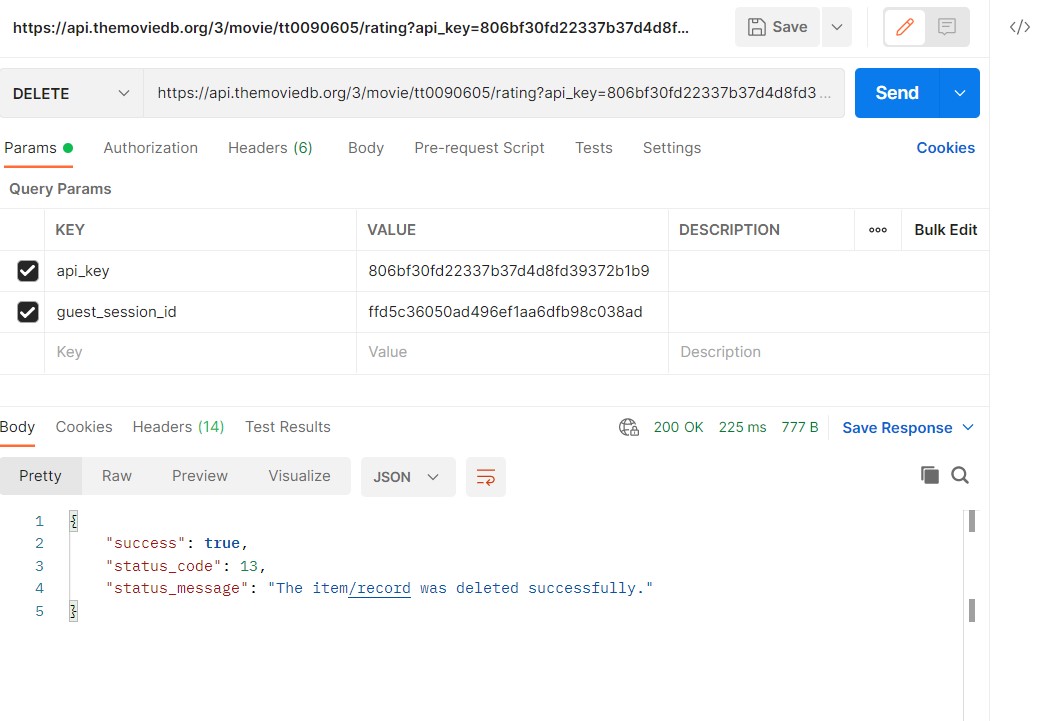 https://api.themoviedb.org/3/movie/tt0090605/rating?api_key=806bf30fd22337b37d4d8f...
Save
DELETE
https://api.themoviedb.org/3/movie/tt0090605/rating?api_key=806bf30fd22337b37d4d8fd3...
Send
Params Authorization Headers (6) Body Pre-request Script Tests Settings Cookies
Query Params
KEY VALUE DESCRIPTION ooo Bulk Edit
api_key 806bf30fd22337b37d4d8fd39372b1b9
guest_session_id ffd5c36050ad496ef1aa6dfb98c038ad
Key Value Description
Body Cookies Headers (14) Test Results 200 OK 225 ms 777 B Save Response
Pretty Raw Preview Visualize JSON
1 {
2 "success": true,
3 "status_code": 13,
4 "status_message": "The item/record was deleted successfully."
5 }